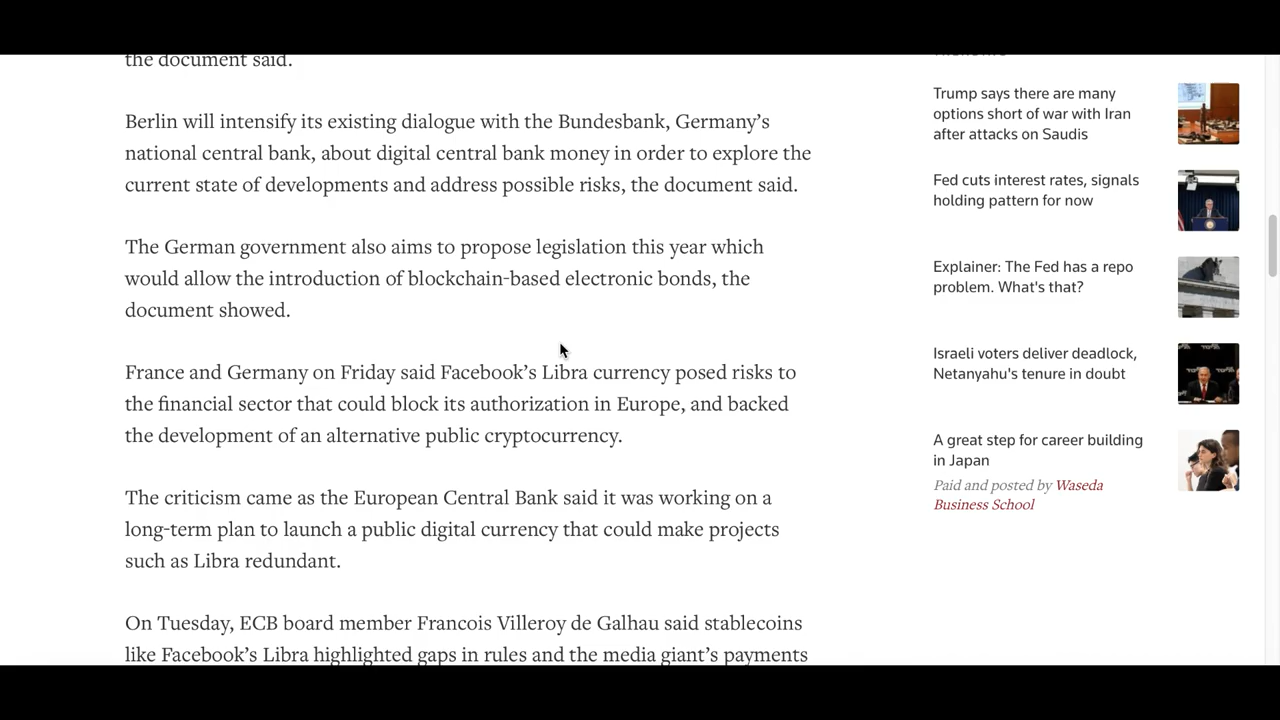 the document said.
Berlin will intensify its existing dialogue with the Bundesbank, Germany's
national central bank, about digital central bank money in order to explore the
current state of developments and address possible risks, the document said.
The German government also aims to propose legislation this year which
would allow the introduction of blockchain-based electronic bonds, the
document showed.
France and Germany on Friday said Facebook's Libra currency posed risks to
the financial sector that could block its authorization in Europe, and backed
the development of an alternative public cryptocurrency.
The criticism came as the European Central Bank said it was working on a
long-term plan to launch a public digital currency that could make projects
such as Libra redundant.
On Tuesday, ECB board member Francois Villeroy de Galhau said stablecoins
like Facebook's Libra highlighted gaps in rules and the media giant's payments
Trump says there are many
options short of war with Iran
after attacks on Saudis
Fed cuts interest rates, signals
holding pattern for now
Explainer: The Fed has a repo
problem. What's that?
Israeli voters deliver deadlock,
Netanyahu's tenure in doubt
A great step for career building
in Japan
Paid and posted by Waseda
Business School